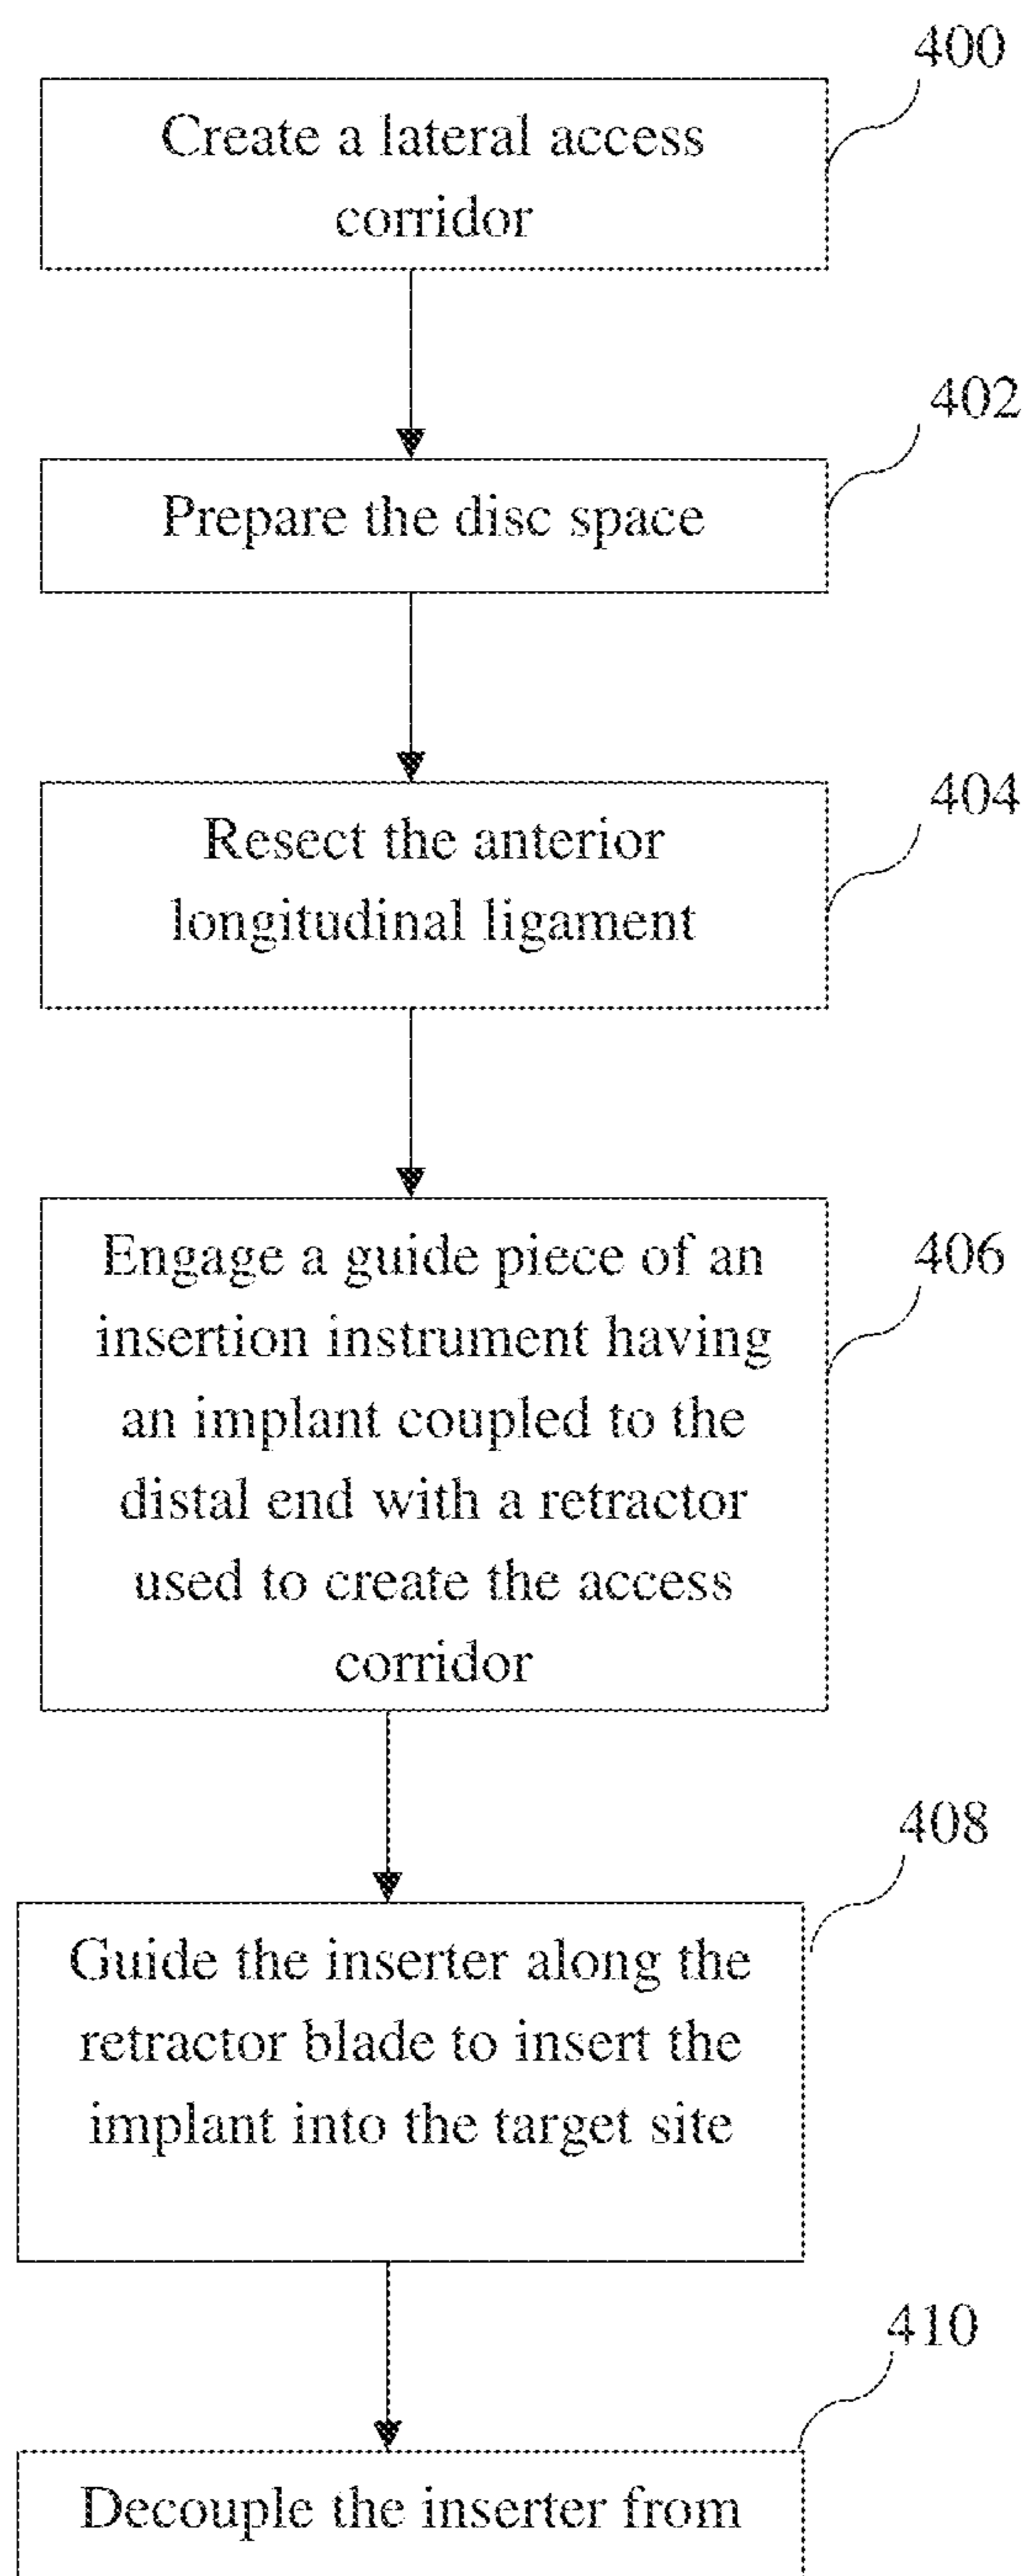 400
Create a lateral access
corridor
402
Prepare the disc space
404
Resect the anterior
longitudinal ligament
406
Engage a guide piece of an
insertion instrument having
an implant coupled to the
distal end with a retractor
used to create the access
corridor
408
Guide the inserter along the
retractor blade to insert the
implant into the target site
410
Decouple the inserter from